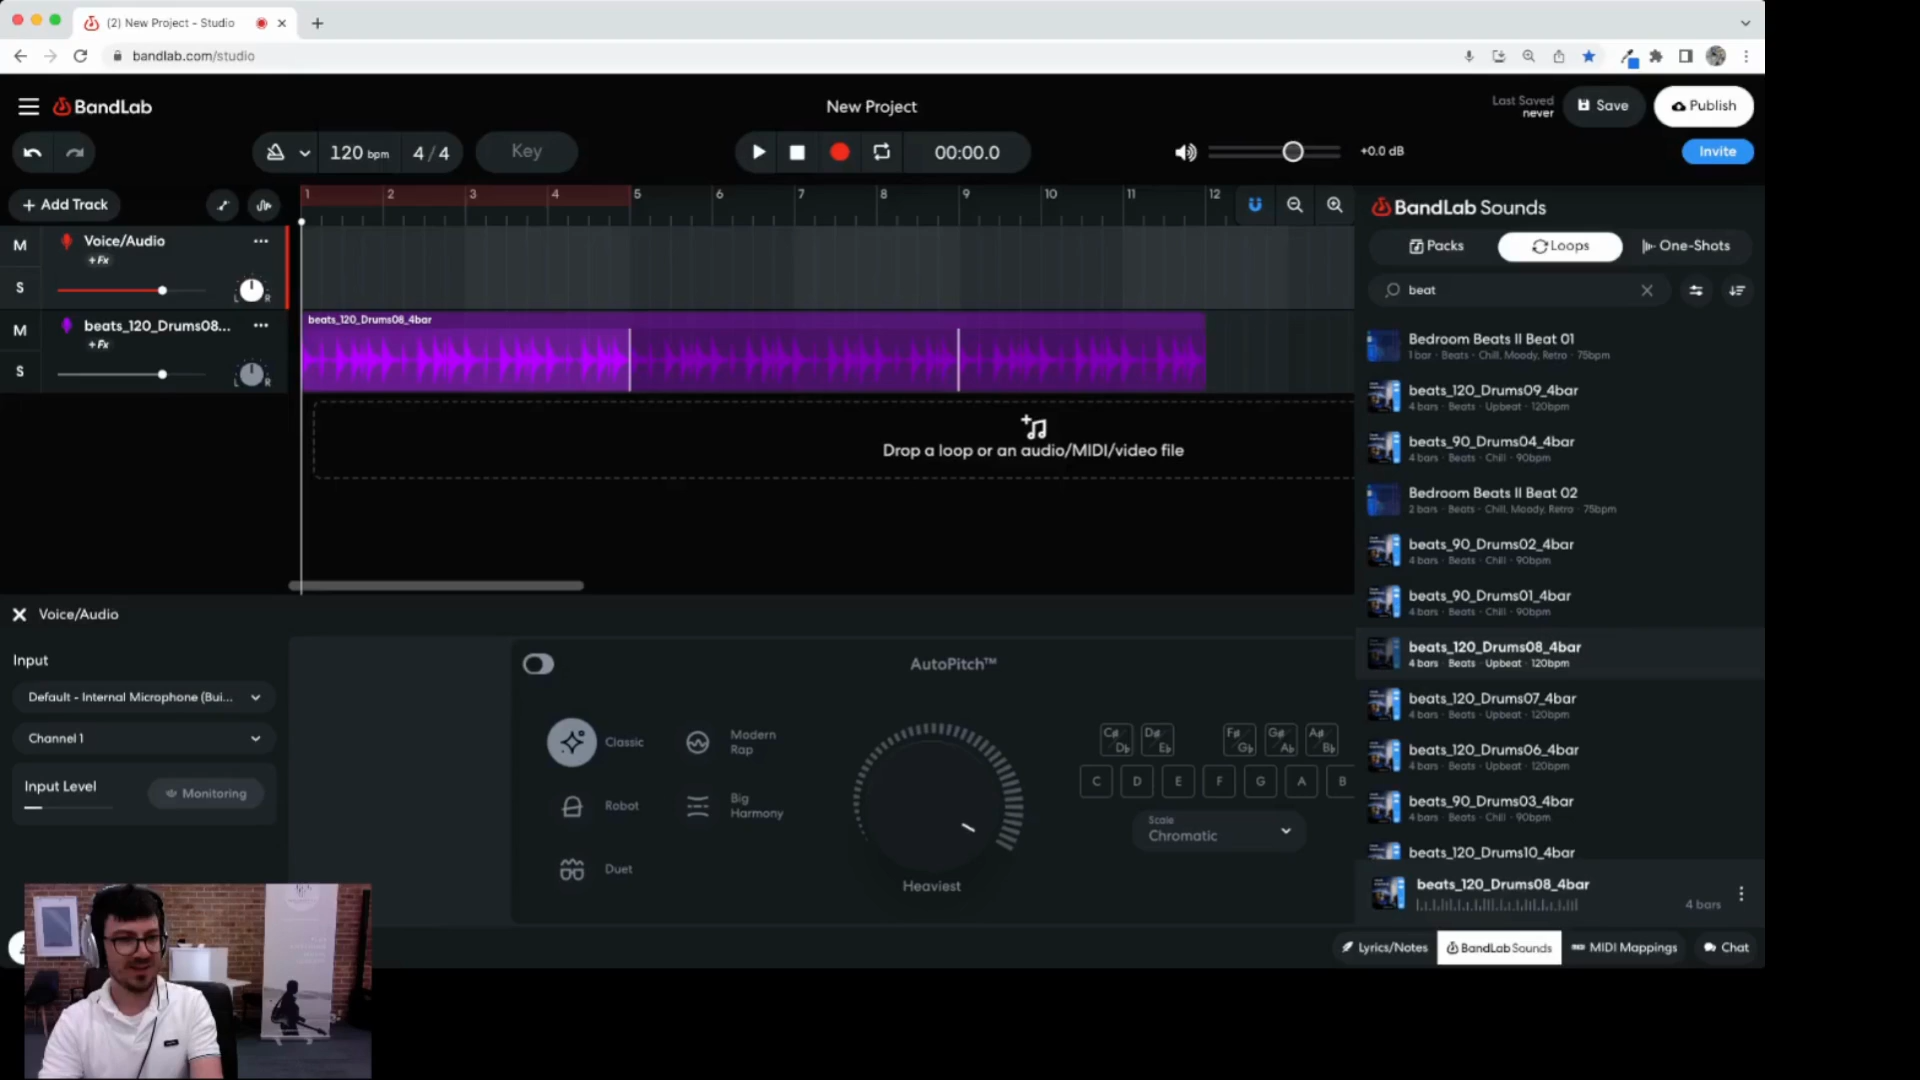 (2) New Project - Studio
bandlab.com/studio
BandLab
New Project
Last Saved
never
Save
Publish
120 bpm
4 / 4
Key
00:00.0
+0.0 dB
Invite
+ Add Track
1 2 3 4 5 6 7 8 9 10 11 12
M
Voice/Audio
+Fx
S
L R
M
beats_120_Drums08...
+Fx
S
L R
beats_120_Drums08_4bar
Drop a loop or an audio/MIDI/video file
BandLab Sounds
Packs
Loops
One-Shots
beat
Bedroom Beats II Beat 01
1 bar · Beats · Chill, Moody, Retro · 75bpm
beats_120_Drums09_4bar
4 bars · Beats · Upbeat · 120bpm
beats_90_Drums04_4bar
4 bars · Beats · Chill · 90bpm
Bedroom Beats II Beat 02
2 bars · Beats · Chill, Moody, Retro · 75bpm
beats_90_Drums02_4bar
4 bars · Beats · Chill · 90bpm
beats_90_Drums01_4bar
4 bars · Beats · Chill · 90bpm
beats_120_Drums08_4bar
4 bars · Beats · Upbeat · 120bpm
beats_120_Drums07_4bar
4 bars · Beats · Upbeat · 120bpm
beats_120_Drums06_4bar
4 bars · Beats · Upbeat · 120bpm
beats_90_Drums03_4bar
4 bars · Beats · Chill · 90bpm
beats_120_Drums10_4bar
beats_120_Drums08_4bar
4 bars
Voice/Audio
Input
Default - Internal Microphone (Bui...
Channel 1
Input Level
Monitoring
AutoPitch™
Classic
Modern
Rap
Robot
Big
Harmony
Duet
Heaviest
C# Db D# Eb F# Gb G# Ab A# Bb
C D E F G A B
Scale
Chromatic
Lyrics/Notes
BandLab Sounds
MIDI Mappings
Chat